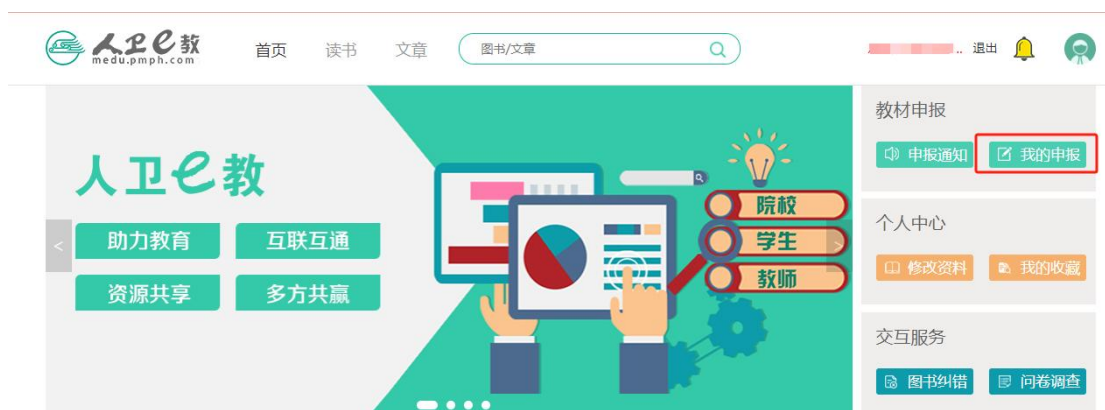 人卫e教
medu.pmph.com
首页 读书 文章 图书/文章
退出
人卫e教
助力教育 互联互通
资源共享 多方共赢
院校
学生
教师
教材申报
申报通知 我的申报
个人中心
修改资料 我的收藏
交互服务
图书纠错 问卷调查